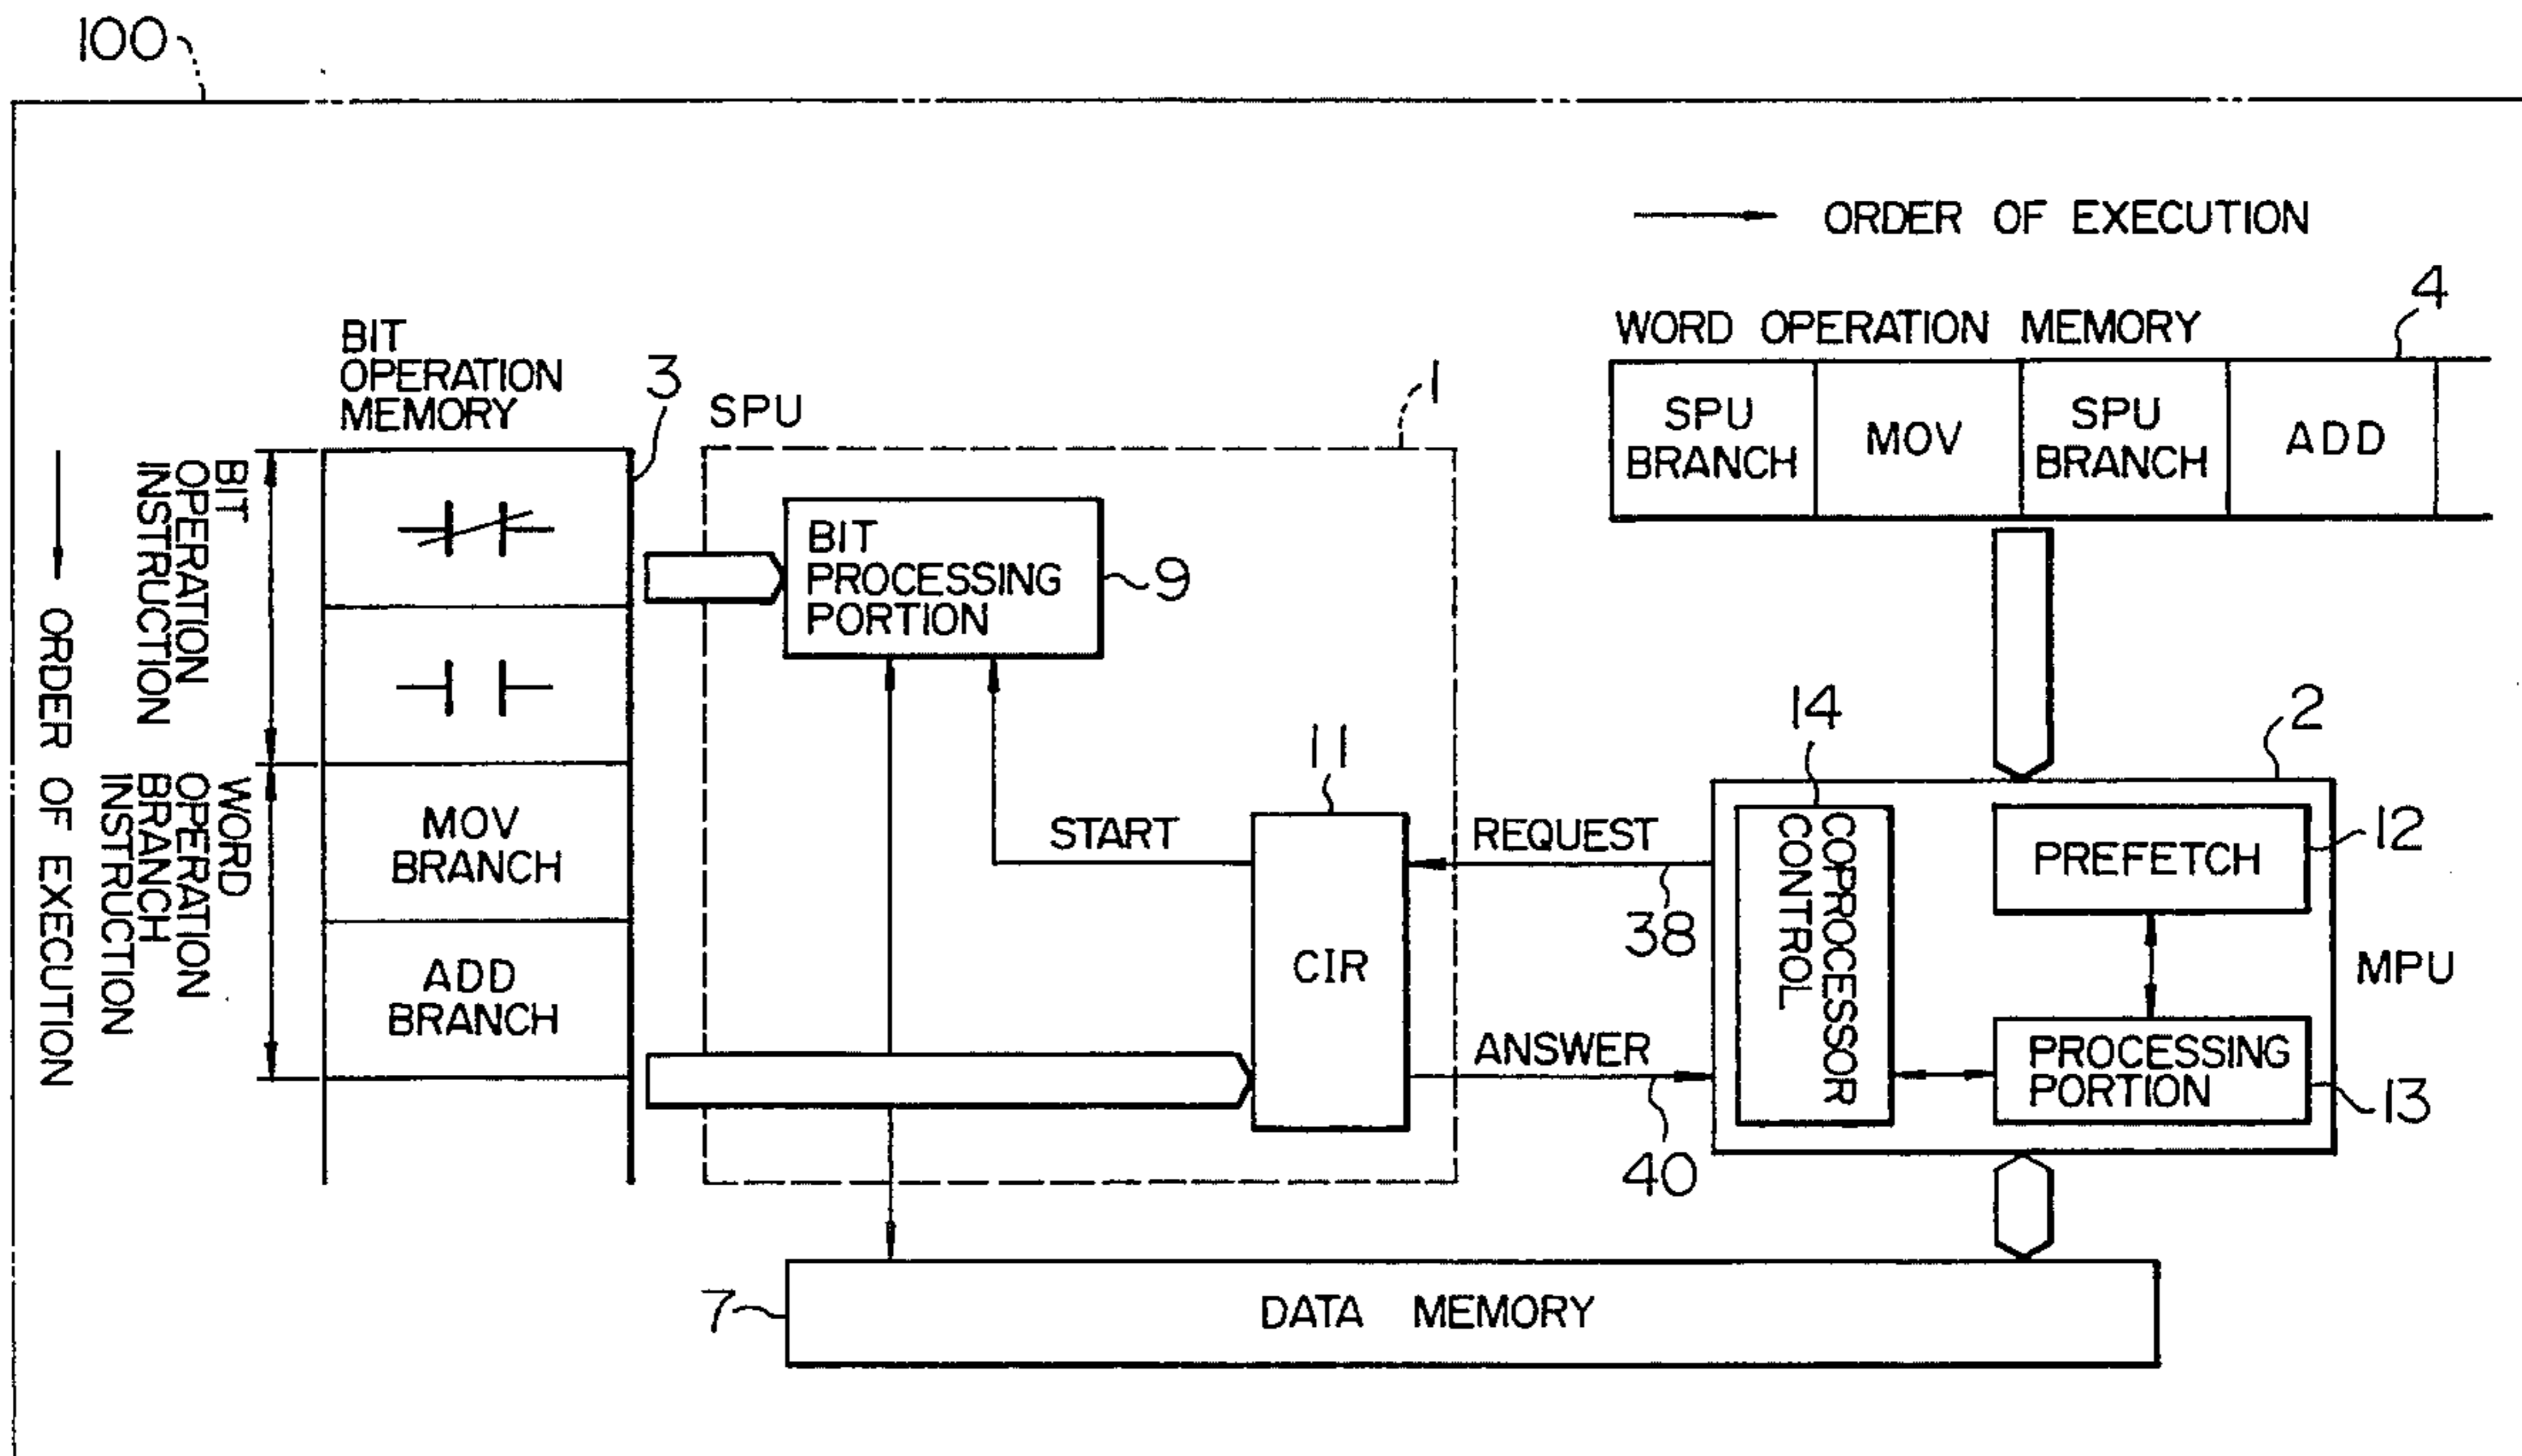 100
ORDER OF EXECUTION
4
WORD OPERATION MEMORY
SPU
BRANCH
MOV
SPU
BRANCH
ADD
BIT
OPERATION
MEMORY
3
SPU
1
BIT
OPERATION
INSTRUCTION
ORDER OF EXECUTION
WORD
OPERATION
BRANCH
INSTRUCTION
MOV
BRANCH
ADD
BRANCH
BIT
PROCESSING
PORTION
9
START
11
CIR
REQUEST
38
ANSWER
40
14
COPROCESSOR
CONTROL
2
PREFETCH
12
MPU
PROCESSING
PORTION
13
7
DATA MEMORY